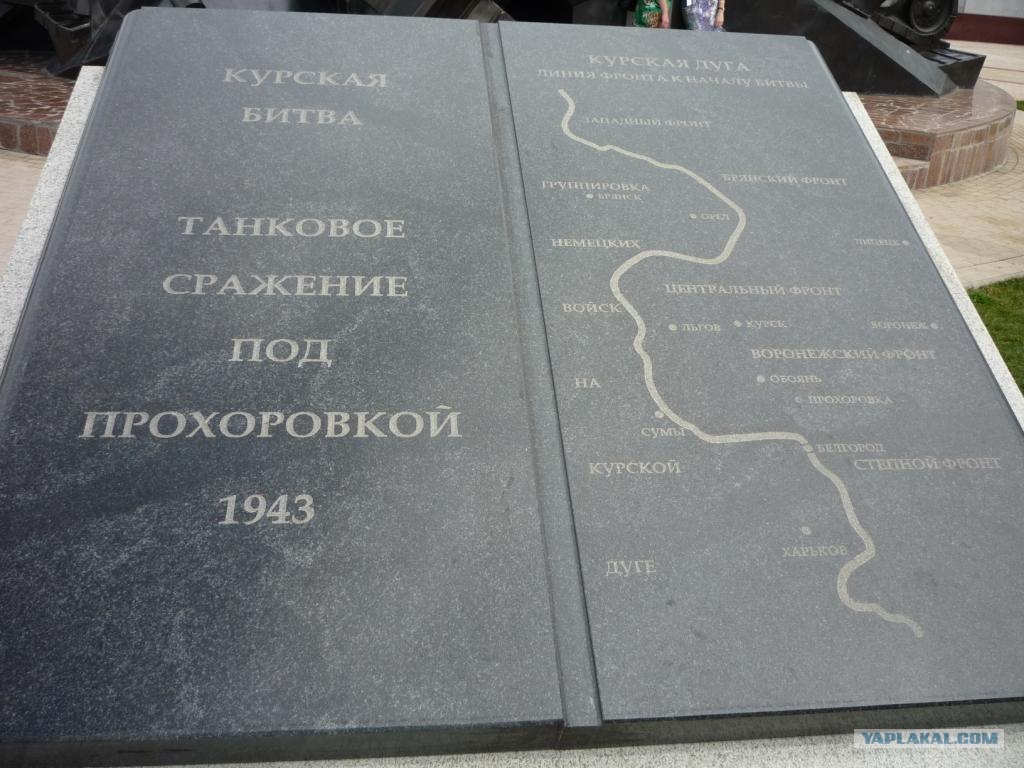 КУРСКАЯ
БИТВА
ТАНКОВОЕ
СРАЖЕНИЕ
ПОД
ПРОХОРОВКОЙ
1943
КУРСКАЯ ДУГА
ЛИНИЯ ФРОНТА К НАЧАЛУ БИТВЫ
ЗАПАДНЫЙ ФРОНТ
БРЯНСКИЙ ФРОНТ
ГРУППИРОВКА
БРЯНСК
ОРЕЛ
НЕМЕЦКИХ
ЛИПЕЦК
ЦЕНТРАЛЬНЫЙ ФРОНТ
ВОЙСК
ЛЬГОВ
КУРСК
ВОРОНЕЖ
ВОРОНЕЖСКИЙ ФРОНТ
НА
ОБОЯНЬ
ПРОХОРОВКА
СУМЫ
БЕЛГОРОД
КУРСКОЙ
СТЕПНОЙ ФРОНТ
ХАРЬКОВ
ДУГЕ
YAPLAKAL.COM